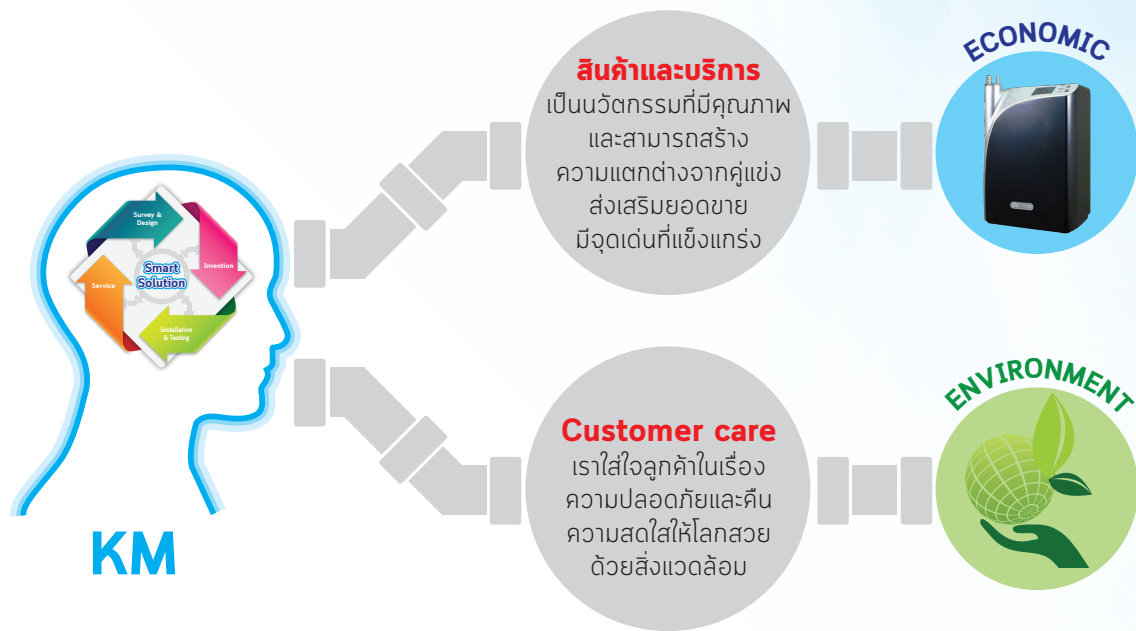 Survey &
Design
Invention
Smart
Solution
Service
Installation
& Testing
KM
สินค้าและบริการ
เป็นนวัตกรรมที่มีคุณภาพ
และสามารถสร้าง
ความแตกต่างจากคู่แข่ง
ส่งเสริมยอดขาย
มีจุดเด่นที่แข็งแกร่ง
ECONOMIC
Customer care
เราใส่ใจลูกค้าในเรื่อง
ความปลอดภัยและคืน
ความสดใสให้โลกสวย
ด้วยสิ่งแวดล้อม
ENVIRONMENT